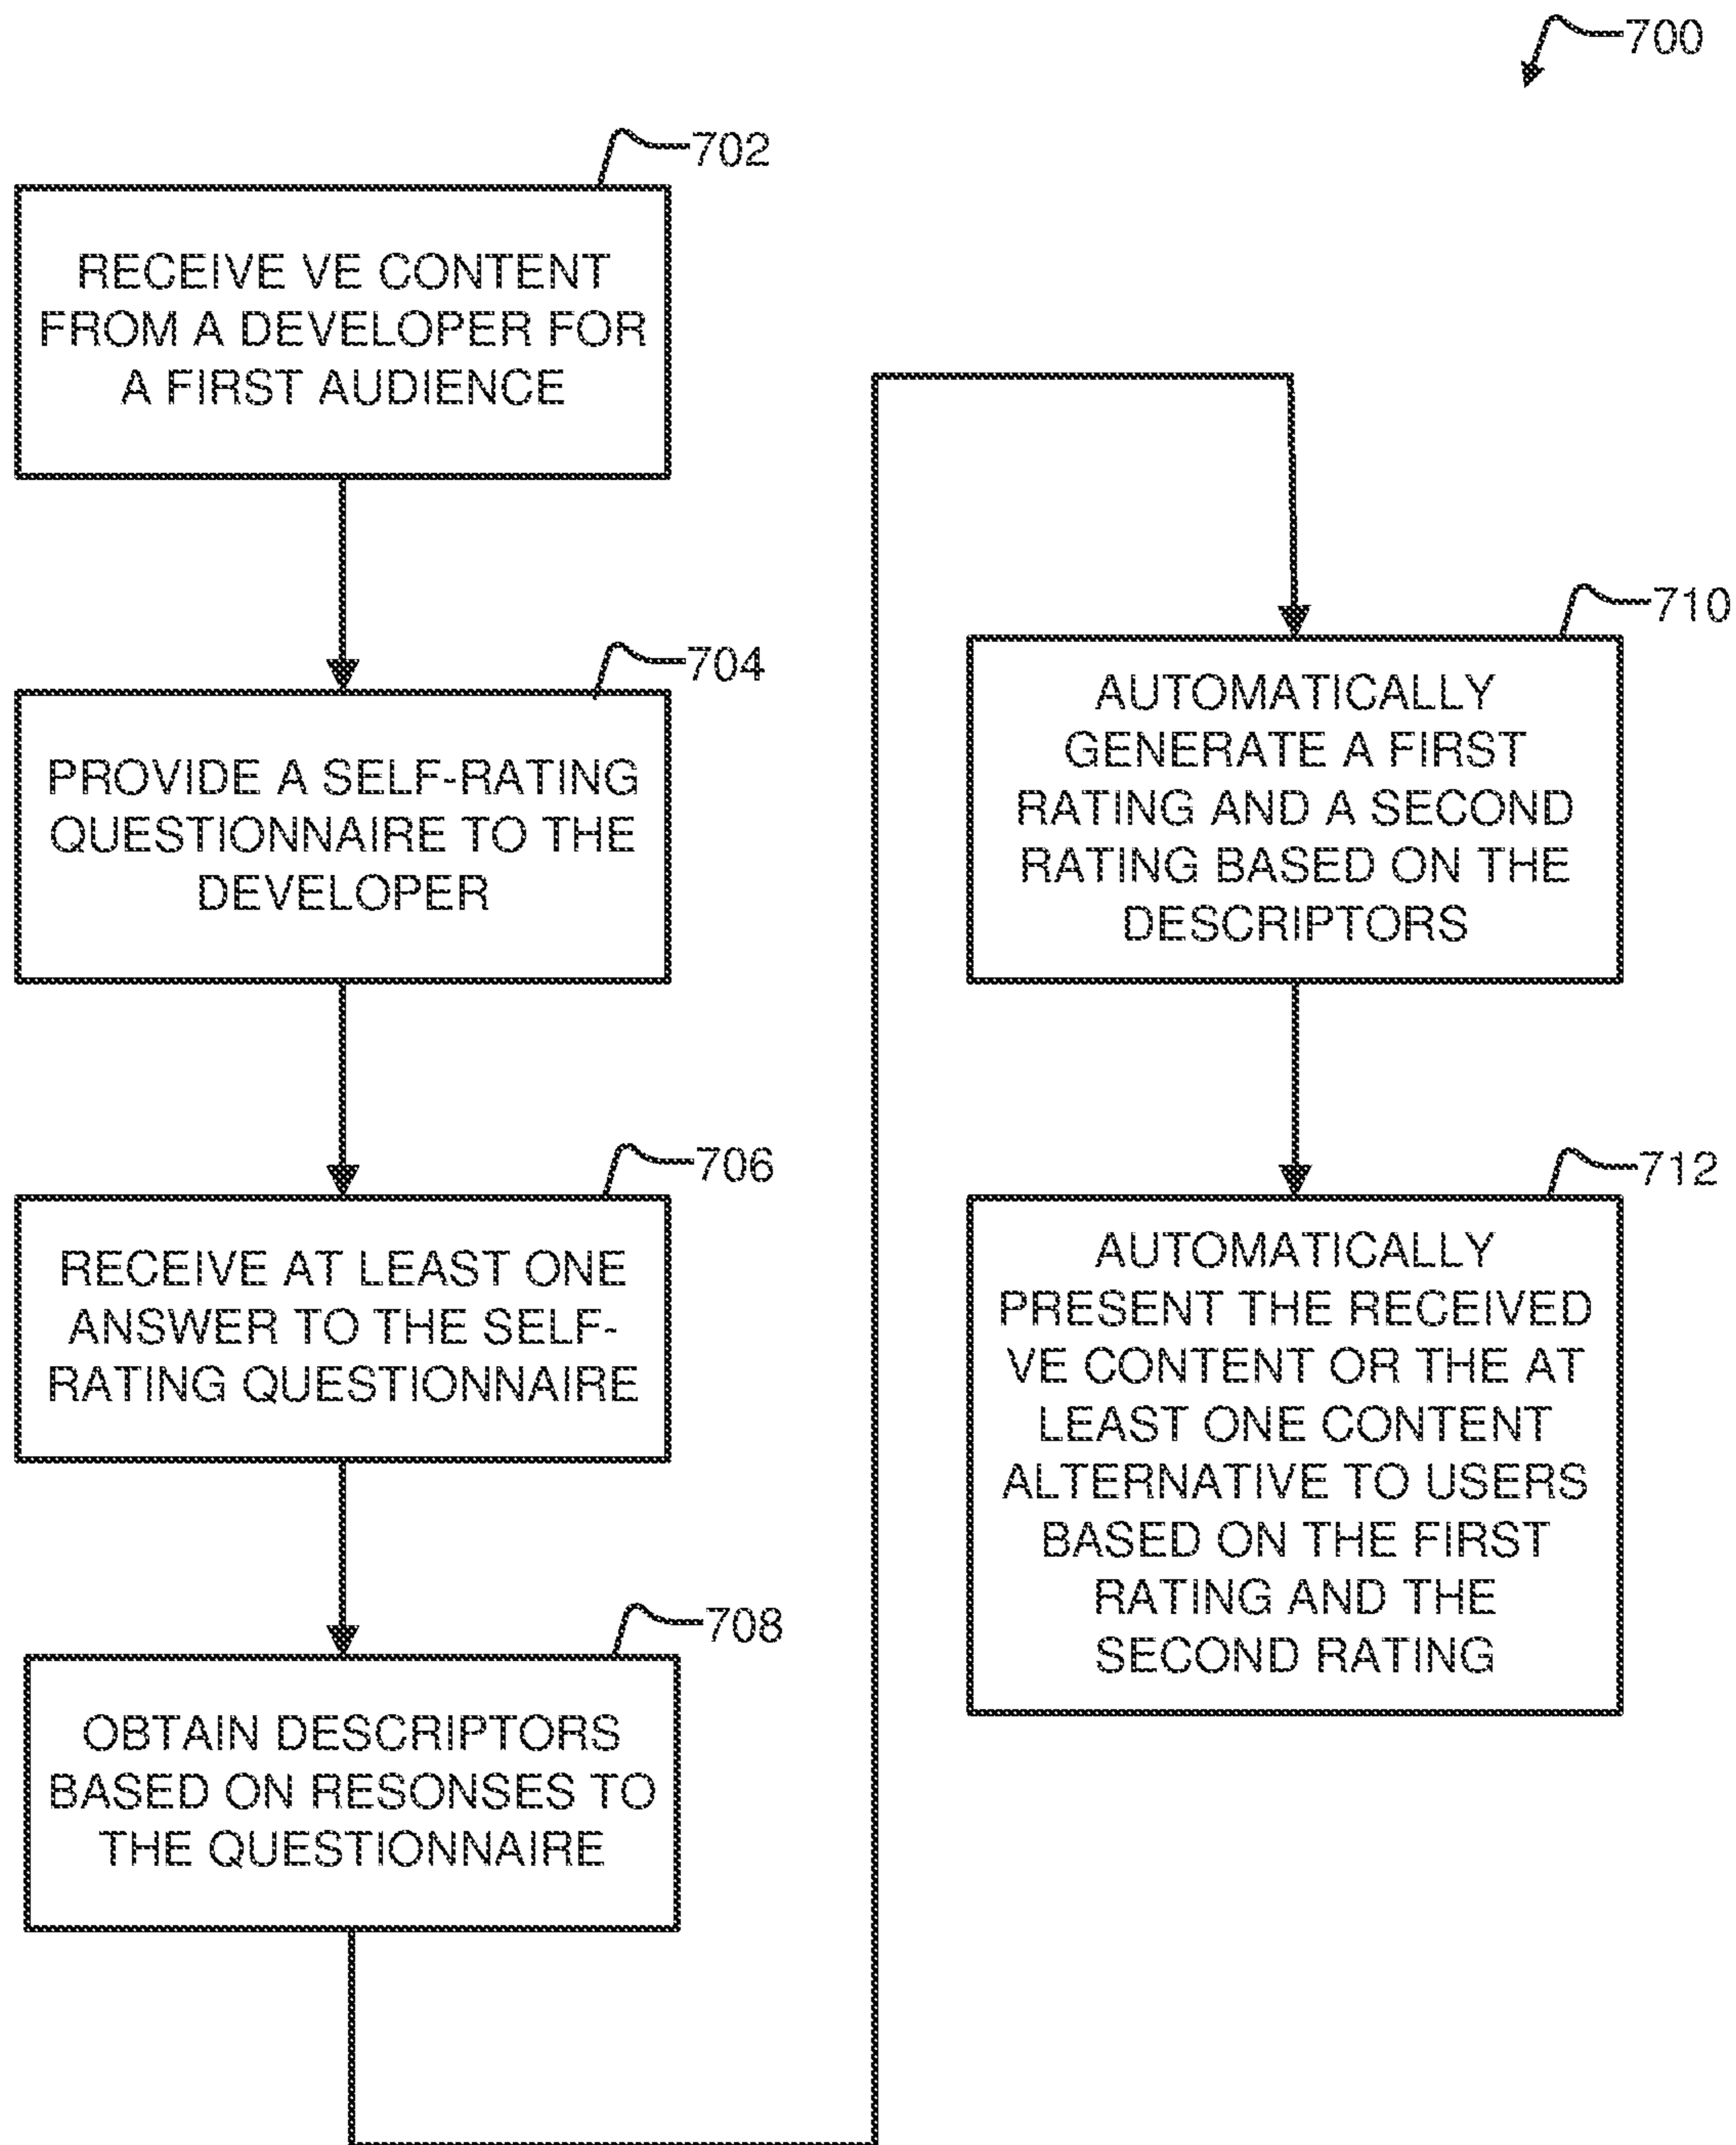 700
702
RECEIVE VE CONTENT
FROM A DEVELOPER FOR
A FIRST AUDIENCE
704
PROVIDE A SELF-RATING
QUESTIONNAIRE TO THE
DEVELOPER
706
RECEIVE AT LEAST ONE
ANSWER TO THE SELF-
RATING QUESTIONNAIRE
708
OBTAIN DESCRIPTORS
BASED ON RESONSES TO
THE QUESTIONNAIRE
710
AUTOMATICALLY
GENERATE A FIRST
RATING AND A SECOND
RATING BASED ON THE
DESCRIPTORS
712
AUTOMATICALLY
PRESENT THE RECEIVED
VE CONTENT OR THE AT
LEAST ONE CONTENT
ALTERNATIVE TO USERS
BASED ON THE FIRST
RATING AND THE
SECOND RATING